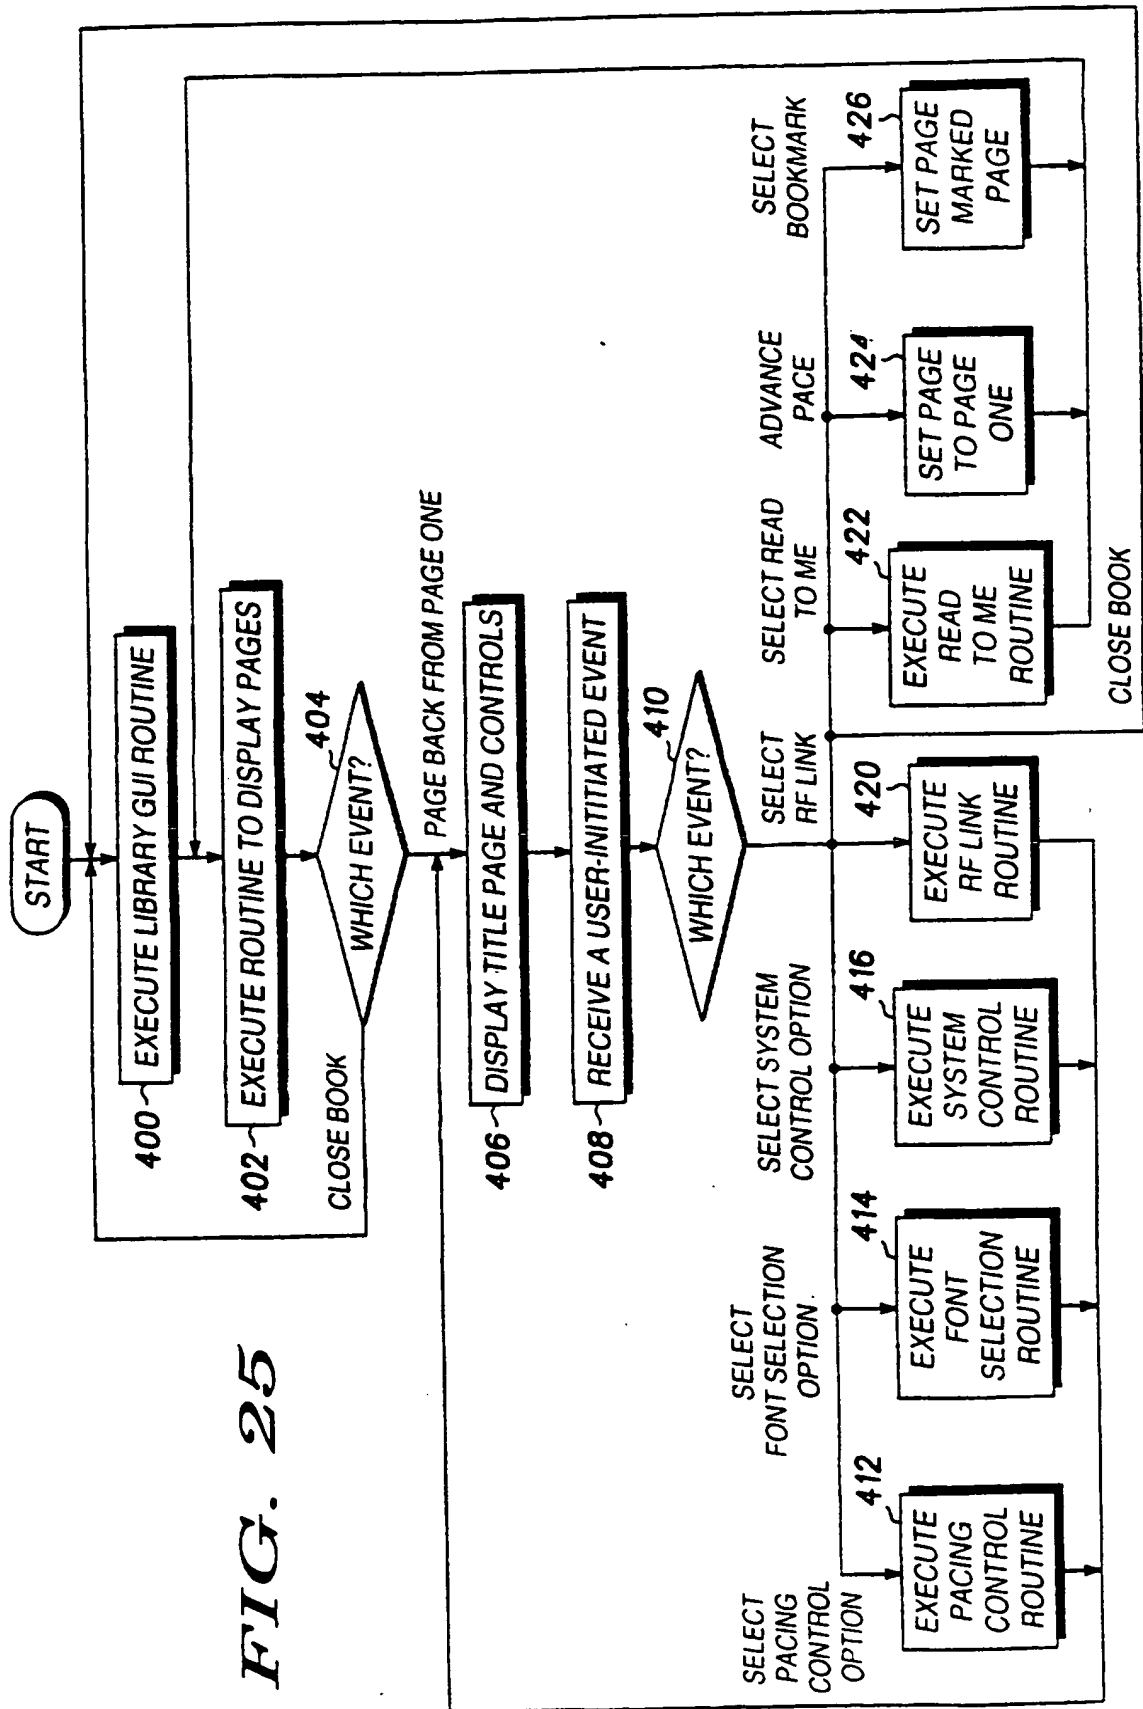 START
400
EXECUTE LIBRARY GUI ROUTINE
402
EXECUTE ROUTINE TO DISPLAY PAGES
404
WHICH EVENT?
CLOSE BOOK
PAGE BACK FROM PAGE ONE
406
DISPLAY TITLE PAGE AND CONTROLS
408
RECEIVE A USER-INITITIATED EVENT
410
WHICH EVENT?
SELECT
PACING
CONTROL
OPTION
412
EXECUTE
PACING
CONTROL
ROUTINE
SELECT
FONT SELECTION
OPTION
414
EXECUTE
FONT
SELECTION
ROUTINE
SELECT SYSTEM
CONTROL OPTION
416
EXECUTE
SYSTEM
CONTROL
ROUTINE
SELECT
RF LINK
420
EXECUTE
RF LINK
ROUTINE
SELECT READ
TO ME
422
EXECUTE
READ
TO ME
ROUTINE
ADVANCE
PACE
424
SET PAGE
TO PAGE
ONE
SELECT
BOOKMARK
426
SET PAGE
MARKED
PAGE
CLOSE BOOK
FIG. 25